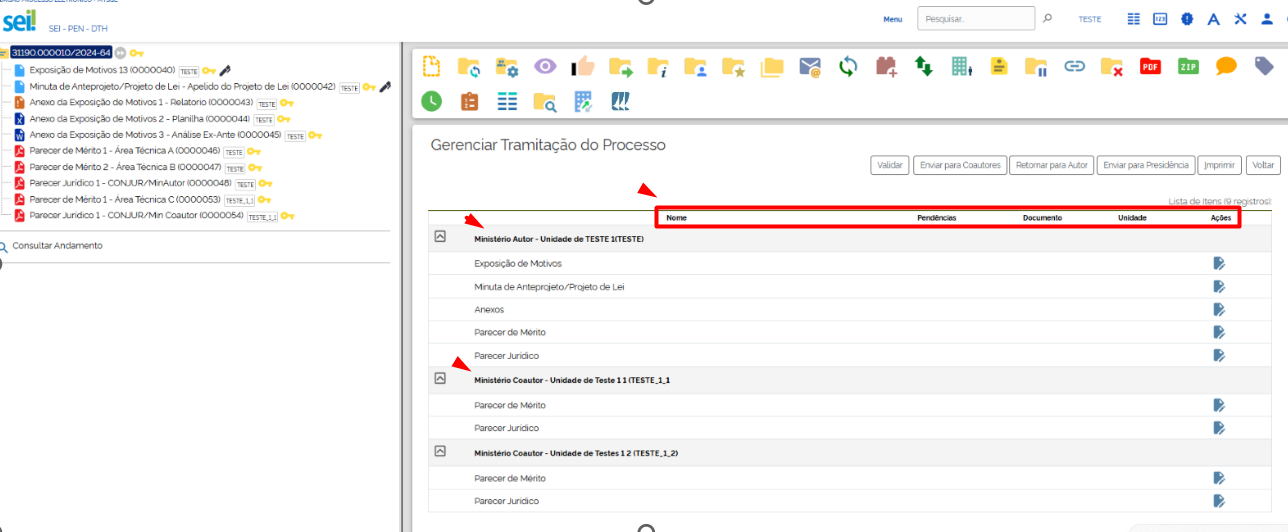 sei!
SEI - PEN - DTH
Menu
Pesquisar..
TESTE
123
A
31190.000010/2024-64
Exposição de Motivos 13 (0000040) TESTE
Minuta de Anteprojeto/Projeto de Lei - Apelido do Projeto de Lei (0000042) TESTE
Anexo da Exposição de Motivos 1 - Relatorio (0000043) TESTE
Anexo da Exposição de Motivos 2 - Planilha (0000044) TESTE
Anexo da Exposição de Motivos 3 - Análise Ex-Ante (0000045) TESTE
Parecer de Mérito 1 - Área Técnica A (0000046) TESTE
Parecer de Mérito 2 - Área Técnica B (0000047) TESTE
Parecer Jurídico 1 - CONJUR/MinAutor (0000048) TESTE
Parecer de Mérito 1 - Área Técnica C (0000053) TESTE_1_1
Parecer Jurídico 1 - CONJUR/Min Coautor (0000054) TESTE_1_1
Consultar Andamento
PDF
ZIP
Gerenciar Tramitação do Processo
Validar
Enviar para Coautores
Retornar para Autor
Enviar para Presidência
Imprimir
Voltar
Lista de Itens (9 registros):
Nome Pendências Documento Unidade Ações
Ministério Autor - Unidade de TESTE 1(TESTE)
Exposição de Motivos
Minuta de Anteprojeto/Projeto de Lei
Anexos
Parecer de Mérito
Parecer Jurídico
Ministério Coautor - Unidade de Teste 1 1 (TESTE_1_1
Parecer de Mérito
Parecer Jurídico
Ministério Coautor - Unidade de Testes 1 2 (TESTE_1_2)
Parecer de Mérito
Parecer Jurídico